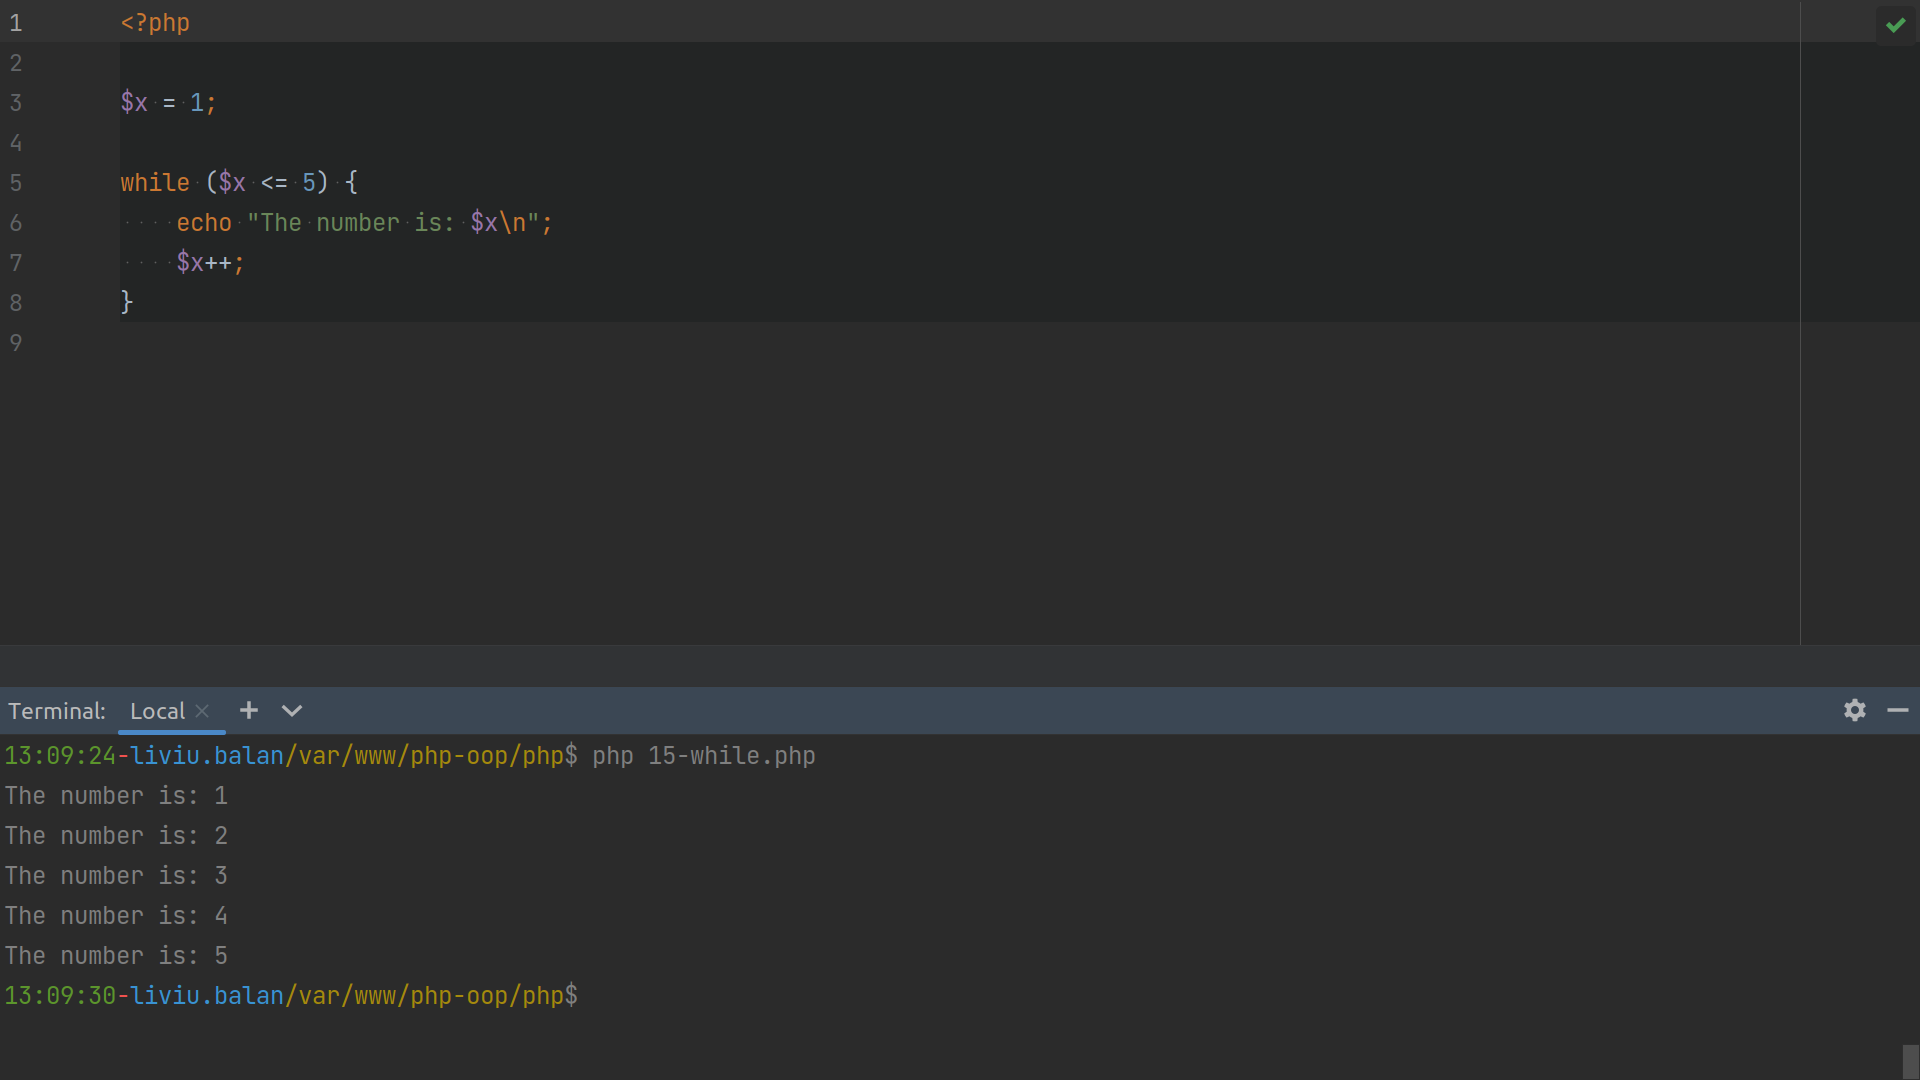 1 <?php
2
3 $x = 1;
4
5 while ($x <= 5) {
6     echo "The number is: $x\n";
7     $x++;
8 }
9
Terminal: Local
13:09:24-liviu.balan/var/www/php-oop/php$ php 15-while.php
The number is: 1
The number is: 2
The number is: 3
The number is: 4
The number is: 5
13:09:30-liviu.balan/var/www/php-oop/php$